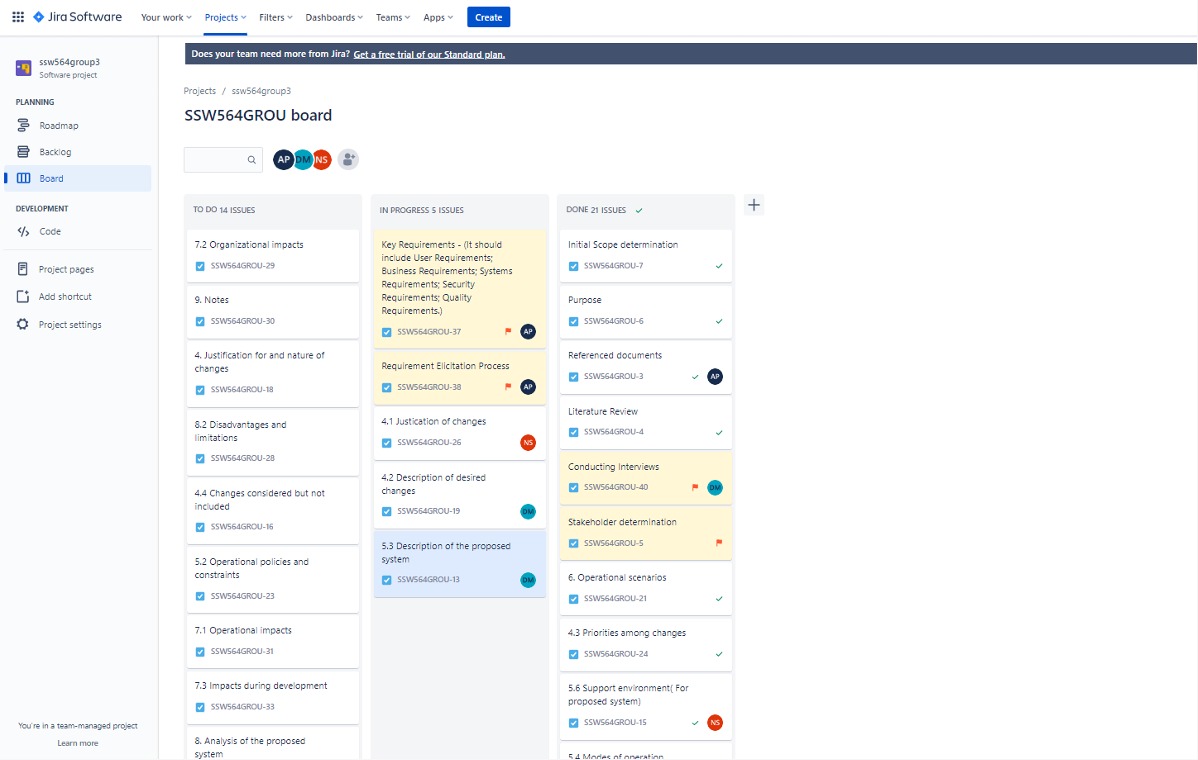 Jira Software
Your work
Projects
Filters
Dashboards
Teams
Apps
Create
ssw564group3
Software project
PLANNING
Roadmap
Backlog
Board
DEVELOPMENT
Code
Project pages
Add shortcut
Project settings
You're in a team-managed project
Learn more
Does your team need more from Jira? Get a free trial of our Standard plan.
Projects / ssw564group3
SSW564GROU board
AP DM NS
TO DO 14 ISSUES
7.2 Organizational impacts
SSW564GROU-29
9. Notes
SSW564GROU-30
4. Justification for and nature of
changes
SSW564GROU-18
8.2 Disadvantages and
limitations
SSW564GROU-28
4.4 Changes considered but not
included
SSW564GROU-16
5.2 Operational policies and
constraints
SSW564GROU-23
7.1 Operational impacts
SSW564GROU-31
7.3 Impacts during development
SSW564GROU-33
8. Analysis of the proposed
system
IN PROGRESS 5 ISSUES
Key Requirements - (It should
include User Requirements;
Business Requirements; Systems
Requirements; Security
Requirements; Quality
Requirements.)
SSW564GROU-37 AP
Requirement Elicitation Process
SSW564GROU-38 AP
4.1 Justication of changes
SSW564GROU-26 NS
4.2 Description of desired
changes
SSW564GROU-19 DM
5.3 Description of the proposed
system
SSW564GROU-13 DM
DONE 21 ISSUES
Initial Scope determination
SSW564GROU-7
Purpose
SSW564GROU-6
Referenced documents
SSW564GROU-3 AP
Literature Review
SSW564GROU-4
Conducting Interviews
SSW564GROU-40 DM
Stakeholder determination
SSW564GROU-5
6. Operational scenarios
SSW564GROU-21
4.3 Priorities among changes
SSW564GROU-24
5.6 Support environment( For
proposed system)
SSW564GROU-15 NS
5.4 Modes of operation